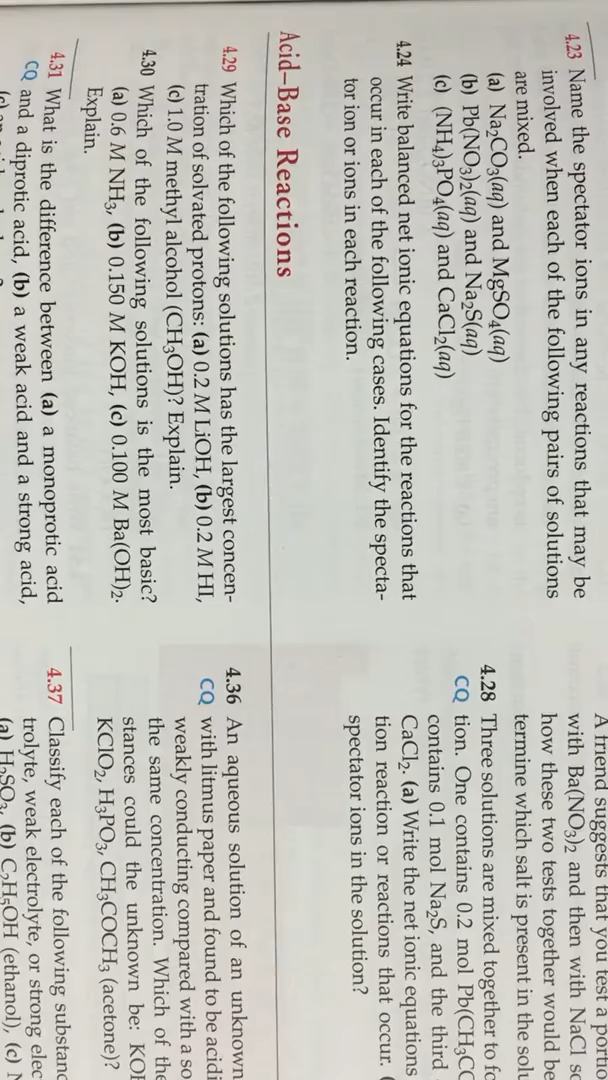 4.23 Name the spectator ions in any reactions that may be
involved when each of the following pairs of solutions
are mixed.
(a) Na₂CO₃(aq) and MgSO₄(aq)
(b) Pb(NO₃)₂(aq) and Na₂S(aq)
(c) (NH₄)₃PO₄(aq) and CaCl₂(aq)
4.24 Write balanced net ionic equations for the reactions that
occur in each of the following cases. Identify the specta-
tor ion or ions in each reaction.
Acid–Base Reactions
4.29 Which of the following solutions has the largest concen-
tration of solvated protons: (a) 0.2 M LiOH, (b) 0.2 M HI,
(c) 1.0 M methyl alcohol (CH₃OH)? Explain.
4.30 Which of the following solutions is the most basic?
(a) 0.6 M NH₃, (b) 0.150 M KOH, (c) 0.100 M Ba(OH)₂.
Explain.
4.31 What is the difference between (a) a monoprotic acid
CQ and a diprotic acid, (b) a weak acid and a strong acid,
A friend suggests that you test a portio
with Ba(NO₃)₂ and then with NaCl so
how these two tests together would be
termine which salt is present in the solu
4.28 Three solutions are mixed together to fo
CQ tion. One contains 0.2 mol Pb(CH₃CO
contains 0.1 mol Na₂S, and the third
CaCl₂. (a) Write the net ionic equations
tion reaction or reactions that occur. (
spectator ions in the solution?
4.36 An aqueous solution of an unknown
CQ with litmus paper and found to be acidi
weakly conducting compared with a so
the same concentration. Which of the
stances could the unknown be: KOH
KClO₂, H₃PO₃, CH₃COCH₃ (acetone)?
4.37 Classify each of the following substanc
trolyte, weak electrolyte, or strong elec
(a) H₂SO₃, (b) C₂H₅OH (ethanol), (c) N